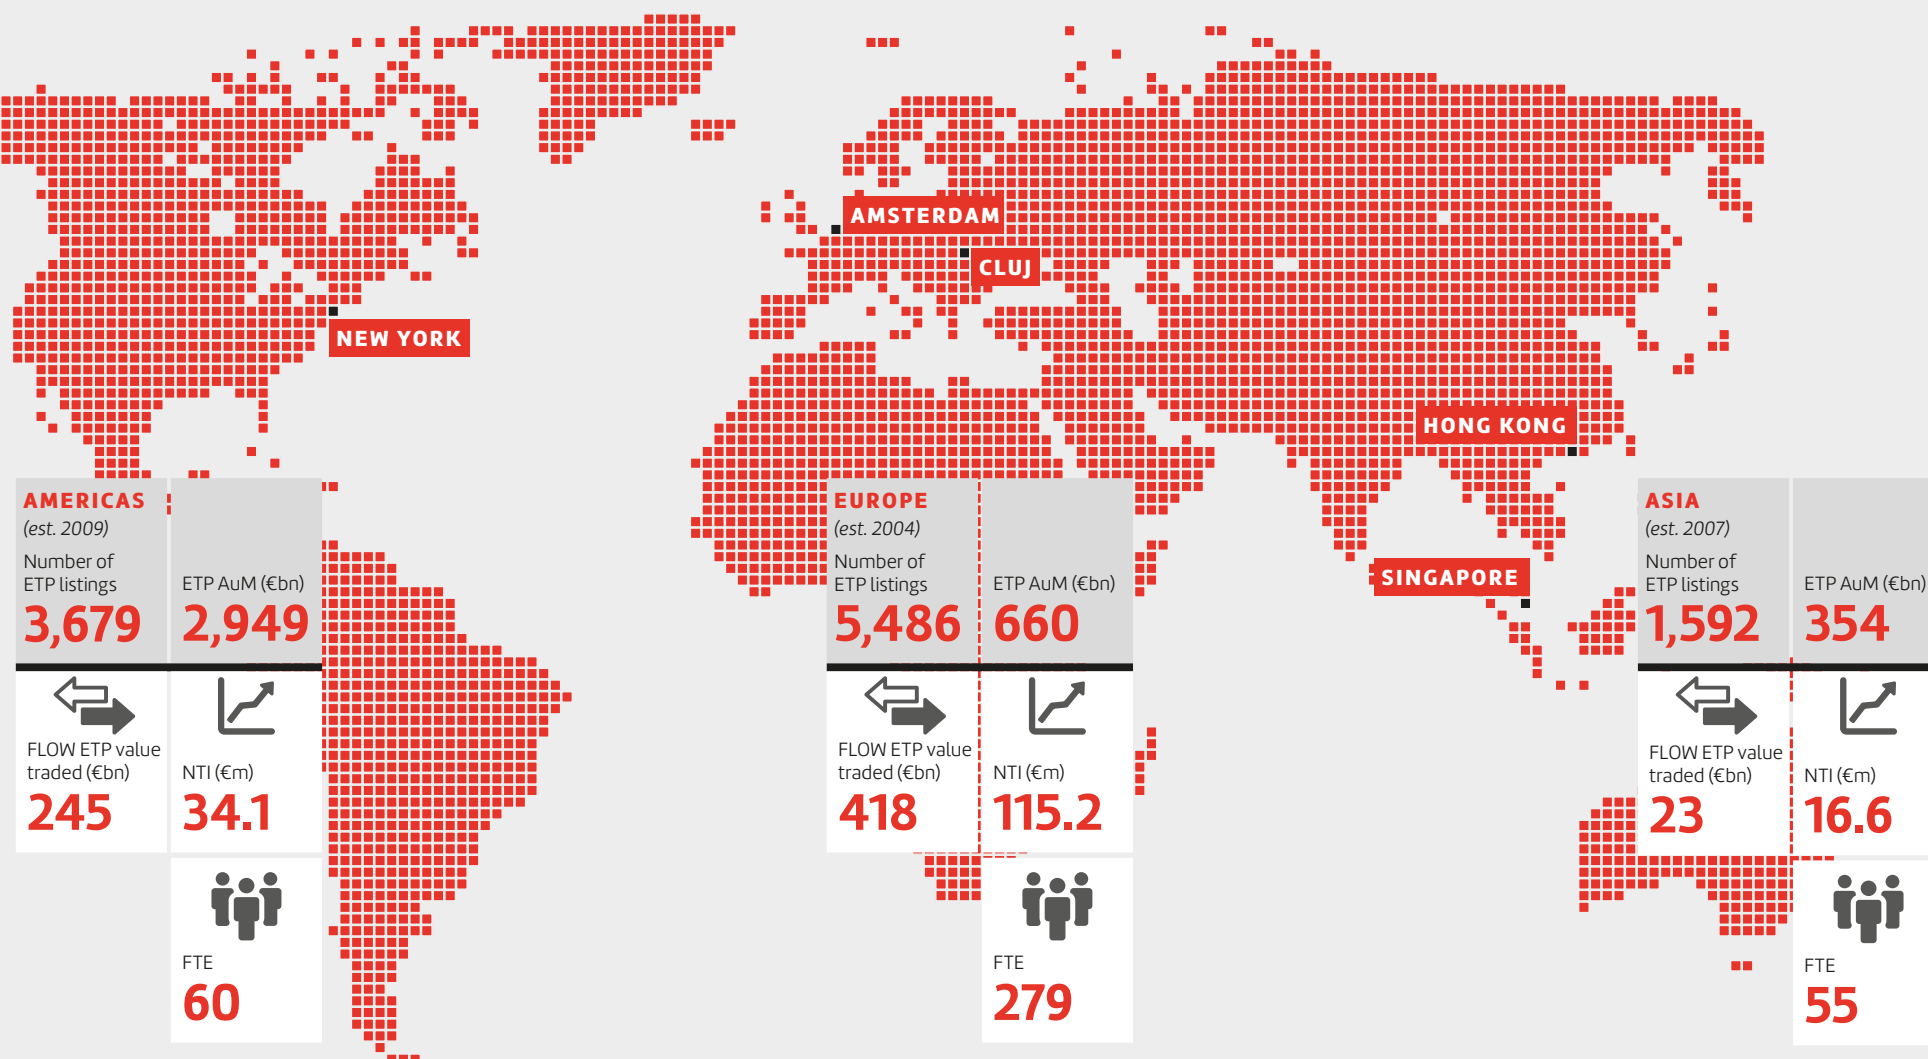 AMSTERDAM
CLUJ
NEW YORK
HONG KONG
SINGAPORE
AMERICAS
(est. 2009)
Number of
ETP listings
3,679
ETP AuM (€bn)
2,949
FLOW ETP value
traded (€bn)
245
NTI (€m)
34.1
FTE
60
EUROPE
(est. 2004)
Number of
ETP listings
5,486
ETP AuM (€bn)
660
FLOW ETP value
traded (€bn)
418
NTI (€m)
115.2
FTE
279
ASIA
(est. 2007)
Number of
ETP listings
1,592
ETP AuM (€bn)
354
FLOW ETP value
traded (€bn)
23
NTI (€m)
16.6
FTE
55